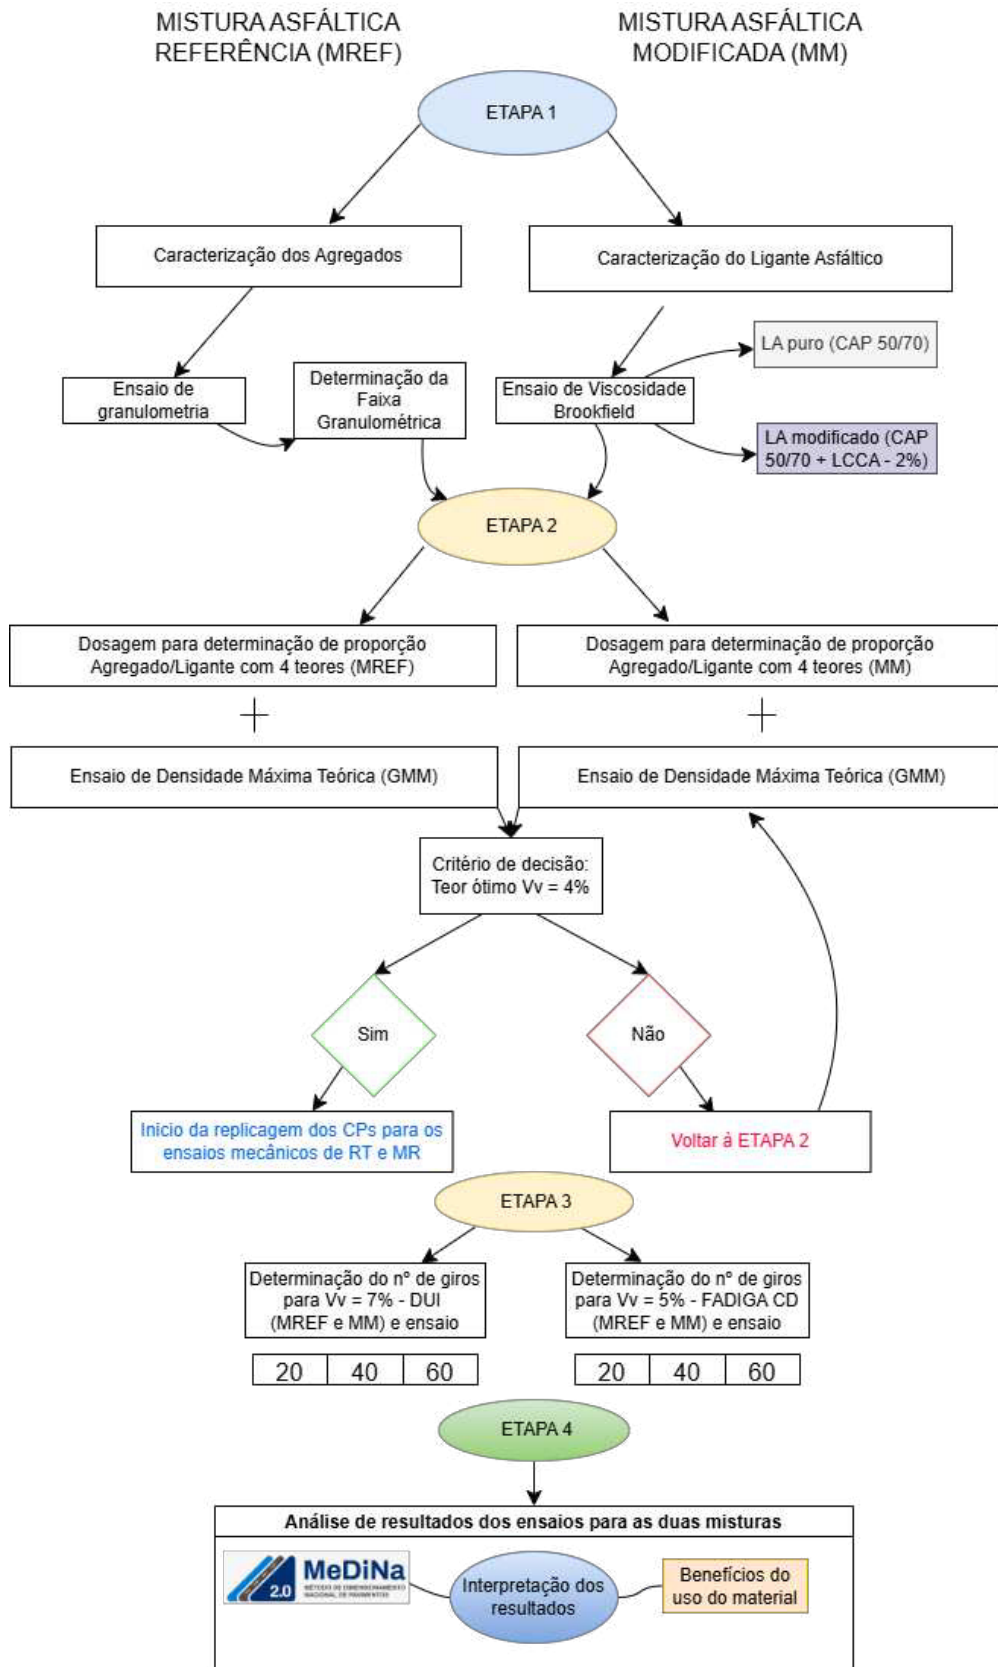 MISTURA ASFÁLTICA
REFERÊNCIA (MREF)
MISTURA ASFÁLTICA
MODIFICADA (MM)
ETAPA 1
Caracterização dos Agregados
Caracterização do Ligante Asfáltico
LA puro (CAP 50/70)
Ensaio de
granulometria
Determinação da
Faixa
Granulométrica
Ensaio de Viscosidade
Brookfield
LA modificado (CAP
50/70 + LCCA - 2%)
ETAPA 2
Dosagem para determinação de proporção
Agregado/Ligante com 4 teores (MREF)
Dosagem para determinação de proporção
Agregado/Ligante com 4 teores (MM)
+
+
Ensaio de Densidade Máxima Teórica (GMM)
Ensaio de Densidade Máxima Teórica (GMM)
Critério de decisão:
Teor ótimo Vv = 4%
Sim
Não
Inicio da replicagem dos CPs para os
ensaios mecânicos de RT e MR
Voltar á ETAPA 2
ETAPA 3
Determinação do nº de giros
para Vv = 7% - DUI
(MREF e MM) e ensaio
Determinação do nº de giros
para Vv = 5% - FADIGA CD
(MREF e MM) e ensaio
20 40 60
20 40 60
ETAPA 4
Análise de resultados dos ensaios para as duas misturas
MeDiNa
2.0
MÉTODO DE DIMENSIONAMENTO
NACIONAL DE PAVIMENTOS
Interpretação dos
resultados
Benefícios do
uso do material